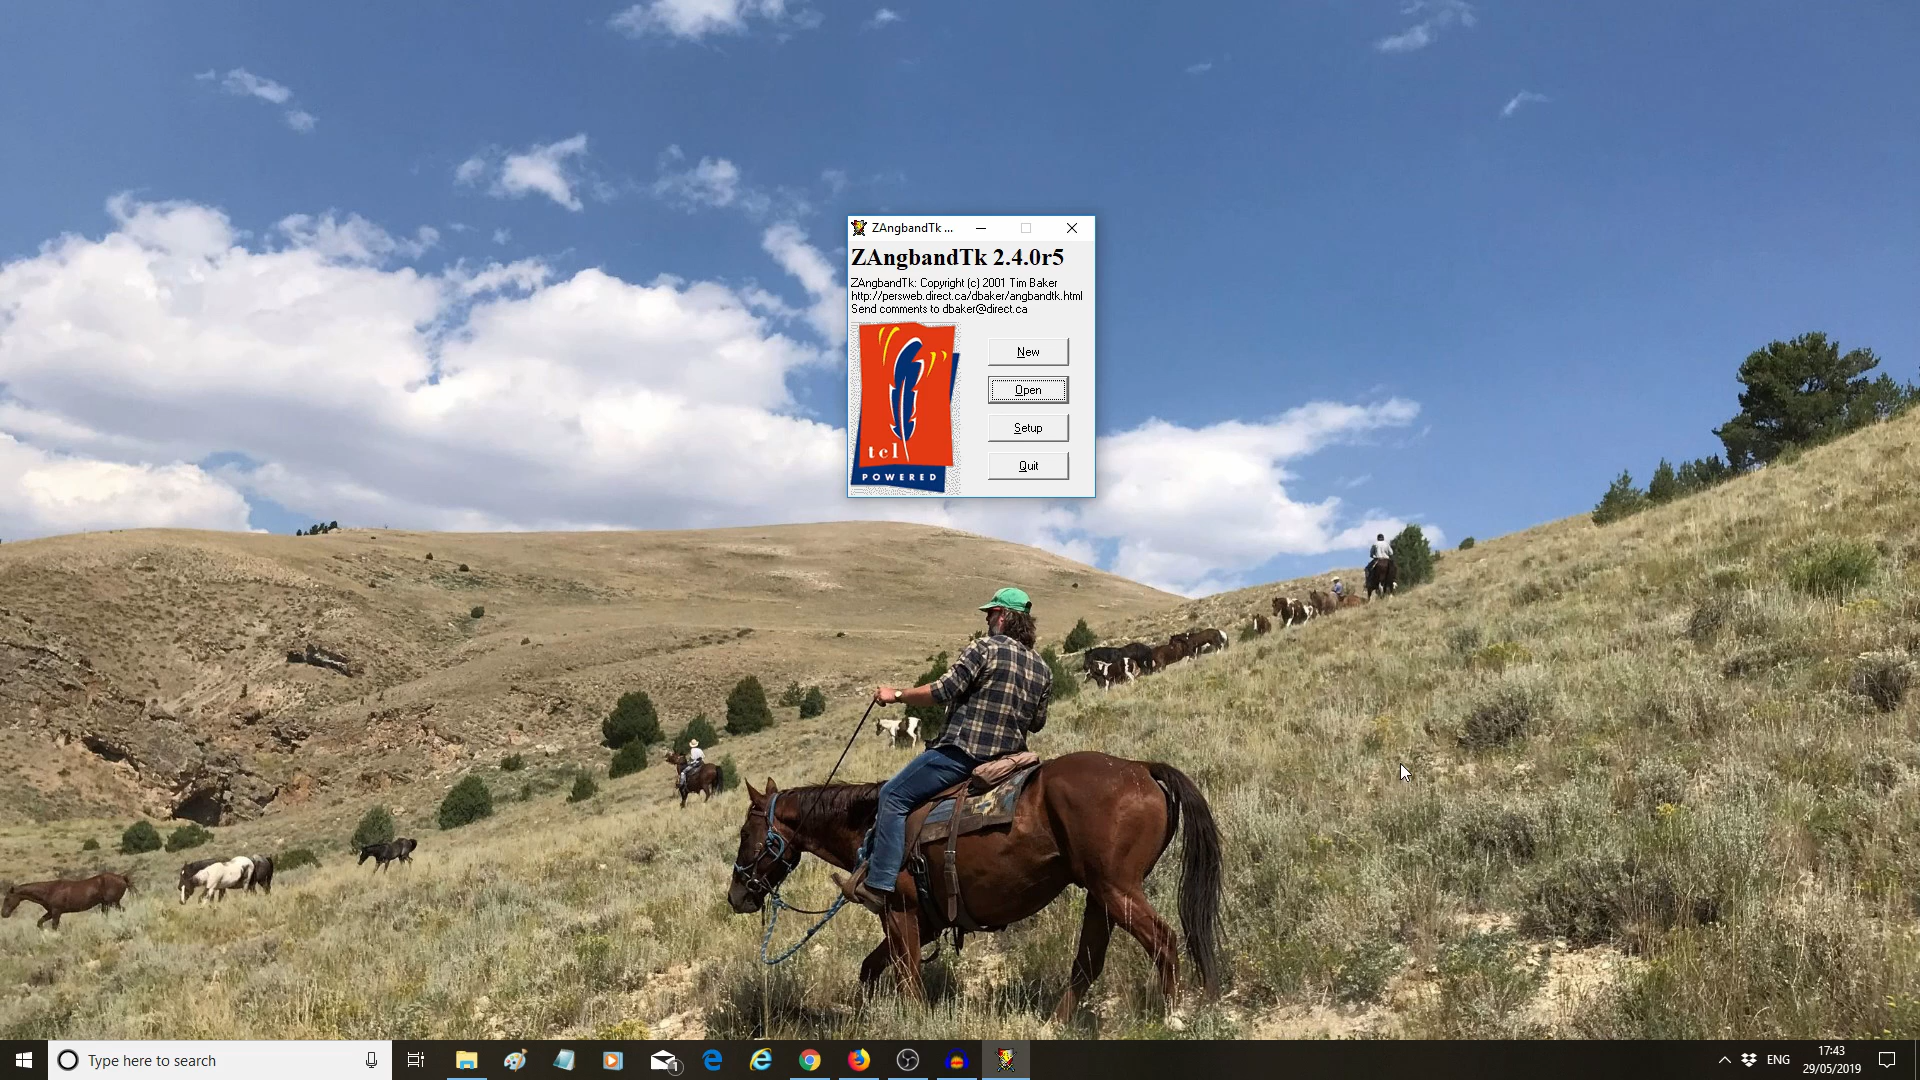 ZAngbandTk ...
ZAngbandTk 2.4.0r5
ZAngbandTk: Copyright (c) 2001 Tim Baker
http://persweb.direct.ca/dbaker/angbandtk.html
Send comments to dbaker@direct.ca
tcl
POWERED
New
Open
Setup
Quit
Type here to search
1
ENG
17:43
29/05/2019